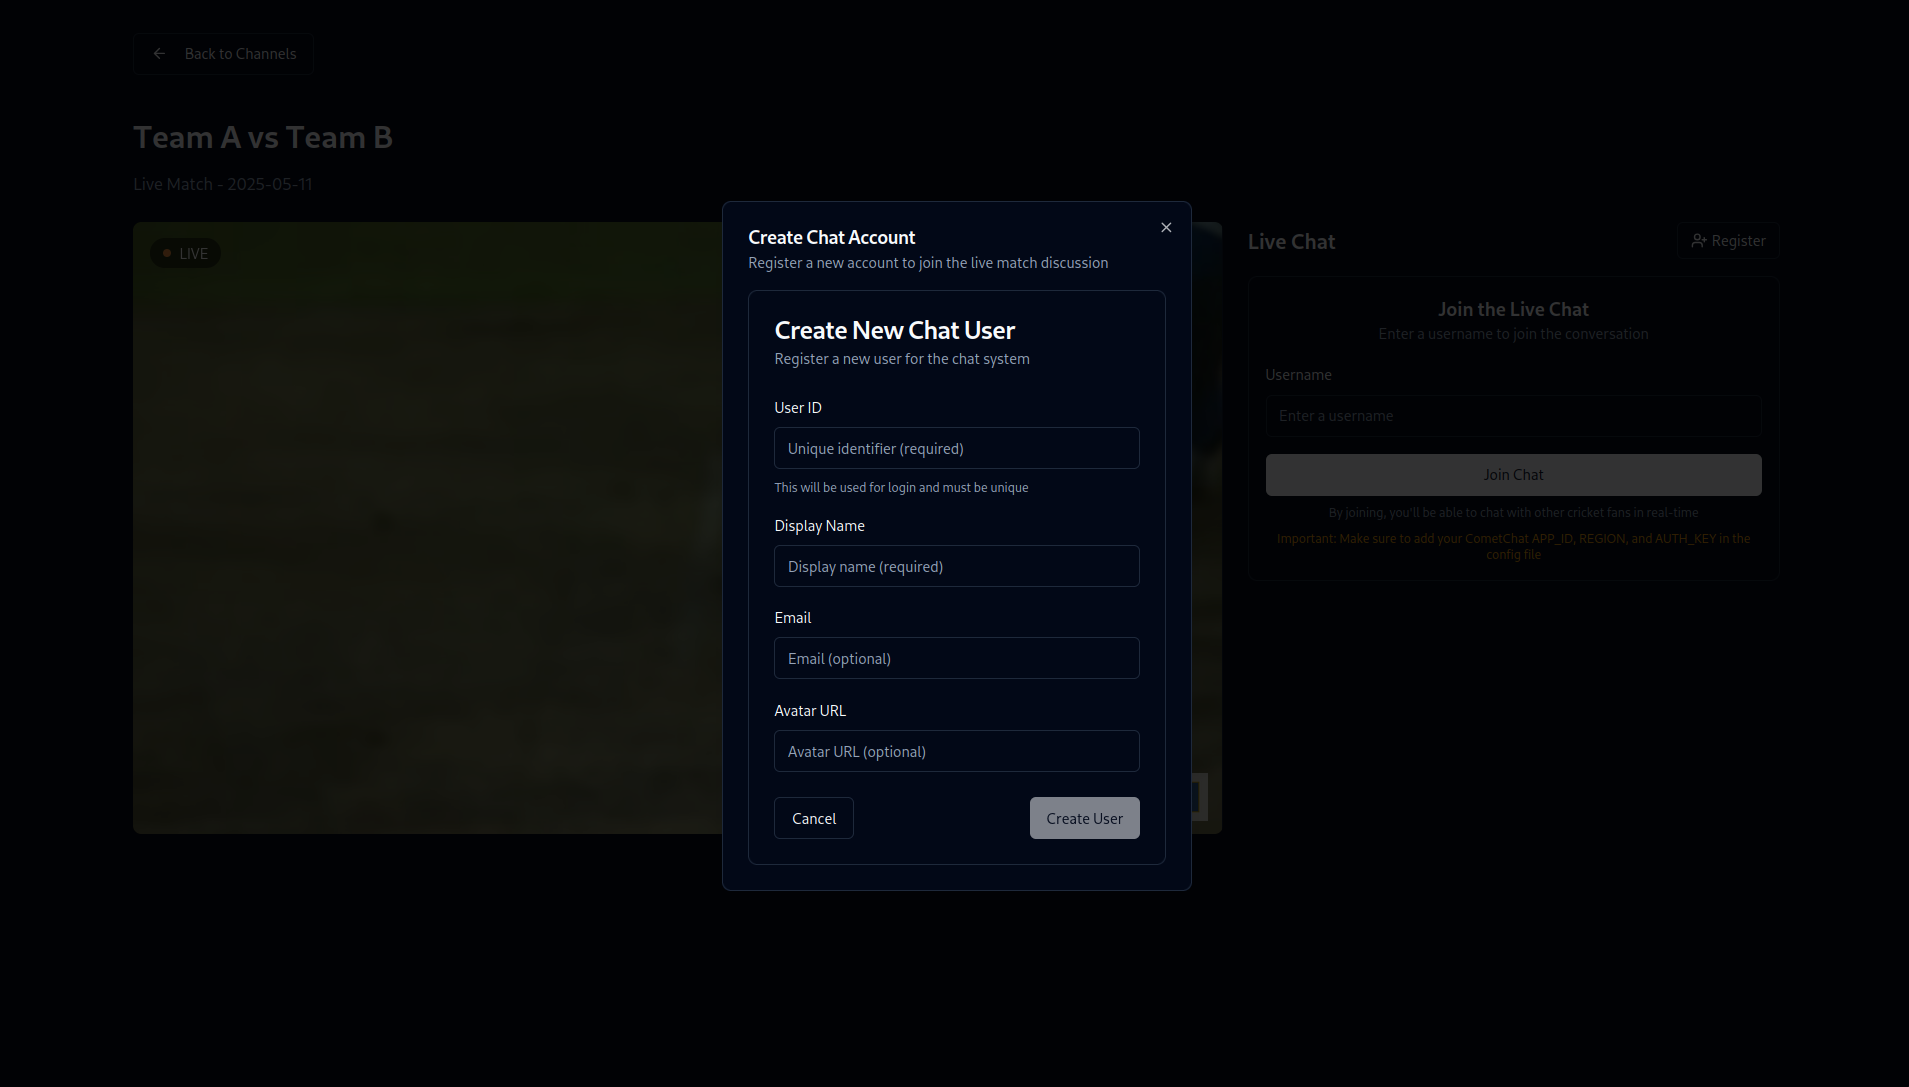 Back to Channels
Team A vs Team B
Live Match - 2025-05-11
LIVE
Create Chat Account
Register a new account to join the live match discussion
Create New Chat User
Register a new user for the chat system
User ID
Unique identifier (required)
This will be used for login and must be unique
Display Name
Display name (required)
Email
Email (optional)
Avatar URL
Avatar URL (optional)
Cancel
Create User
Live Chat
Register
Join the Live Chat
Enter a username to join the conversation
Username
Enter a username
Join Chat
By joining, you'll be able to chat with other cricket fans in real-time
Important: Make sure to add your CometChat APP_ID, REGION, and AUTH_KEY in the
config file